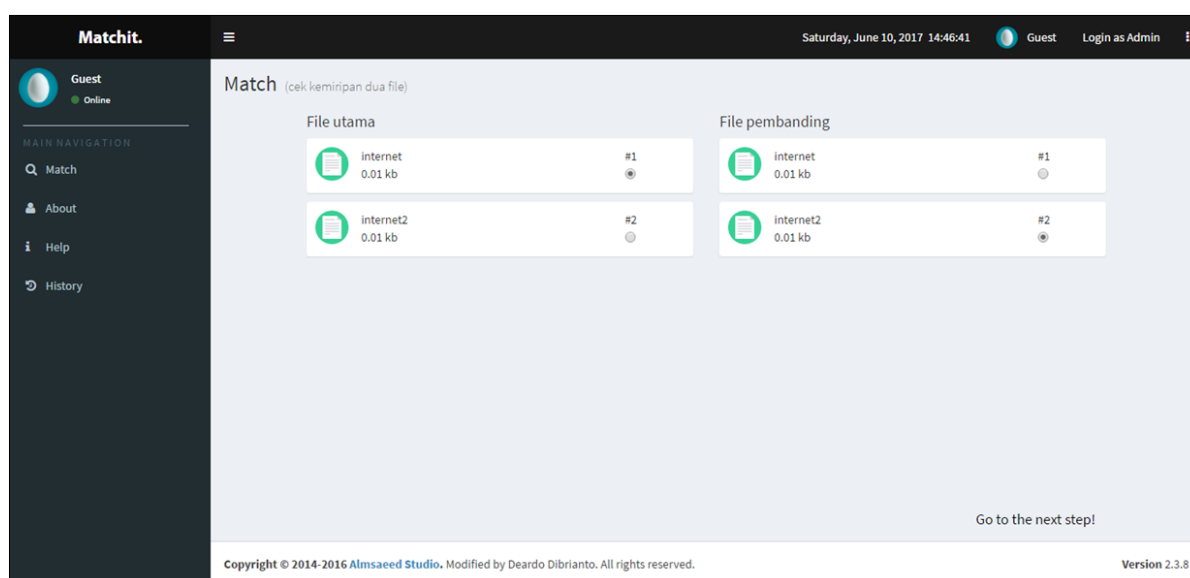 Matchit.
Saturday, June 10, 2017 14:46:41 Guest Login as Admin
Guest
Online
MAIN NAVIGATION
Match
About
Help
History
Match (cek kemiripan dua file)
File utama
internet #1
0.01 kb
internet2 #2
0.01 kb
File pembanding
internet #1
0.01 kb
internet2 #2
0.01 kb
Go to the next step!
Copyright © 2014-2016 Almsaeed Studio. Modified by Deardo Dibrianto. All rights reserved. Version 2.3.8